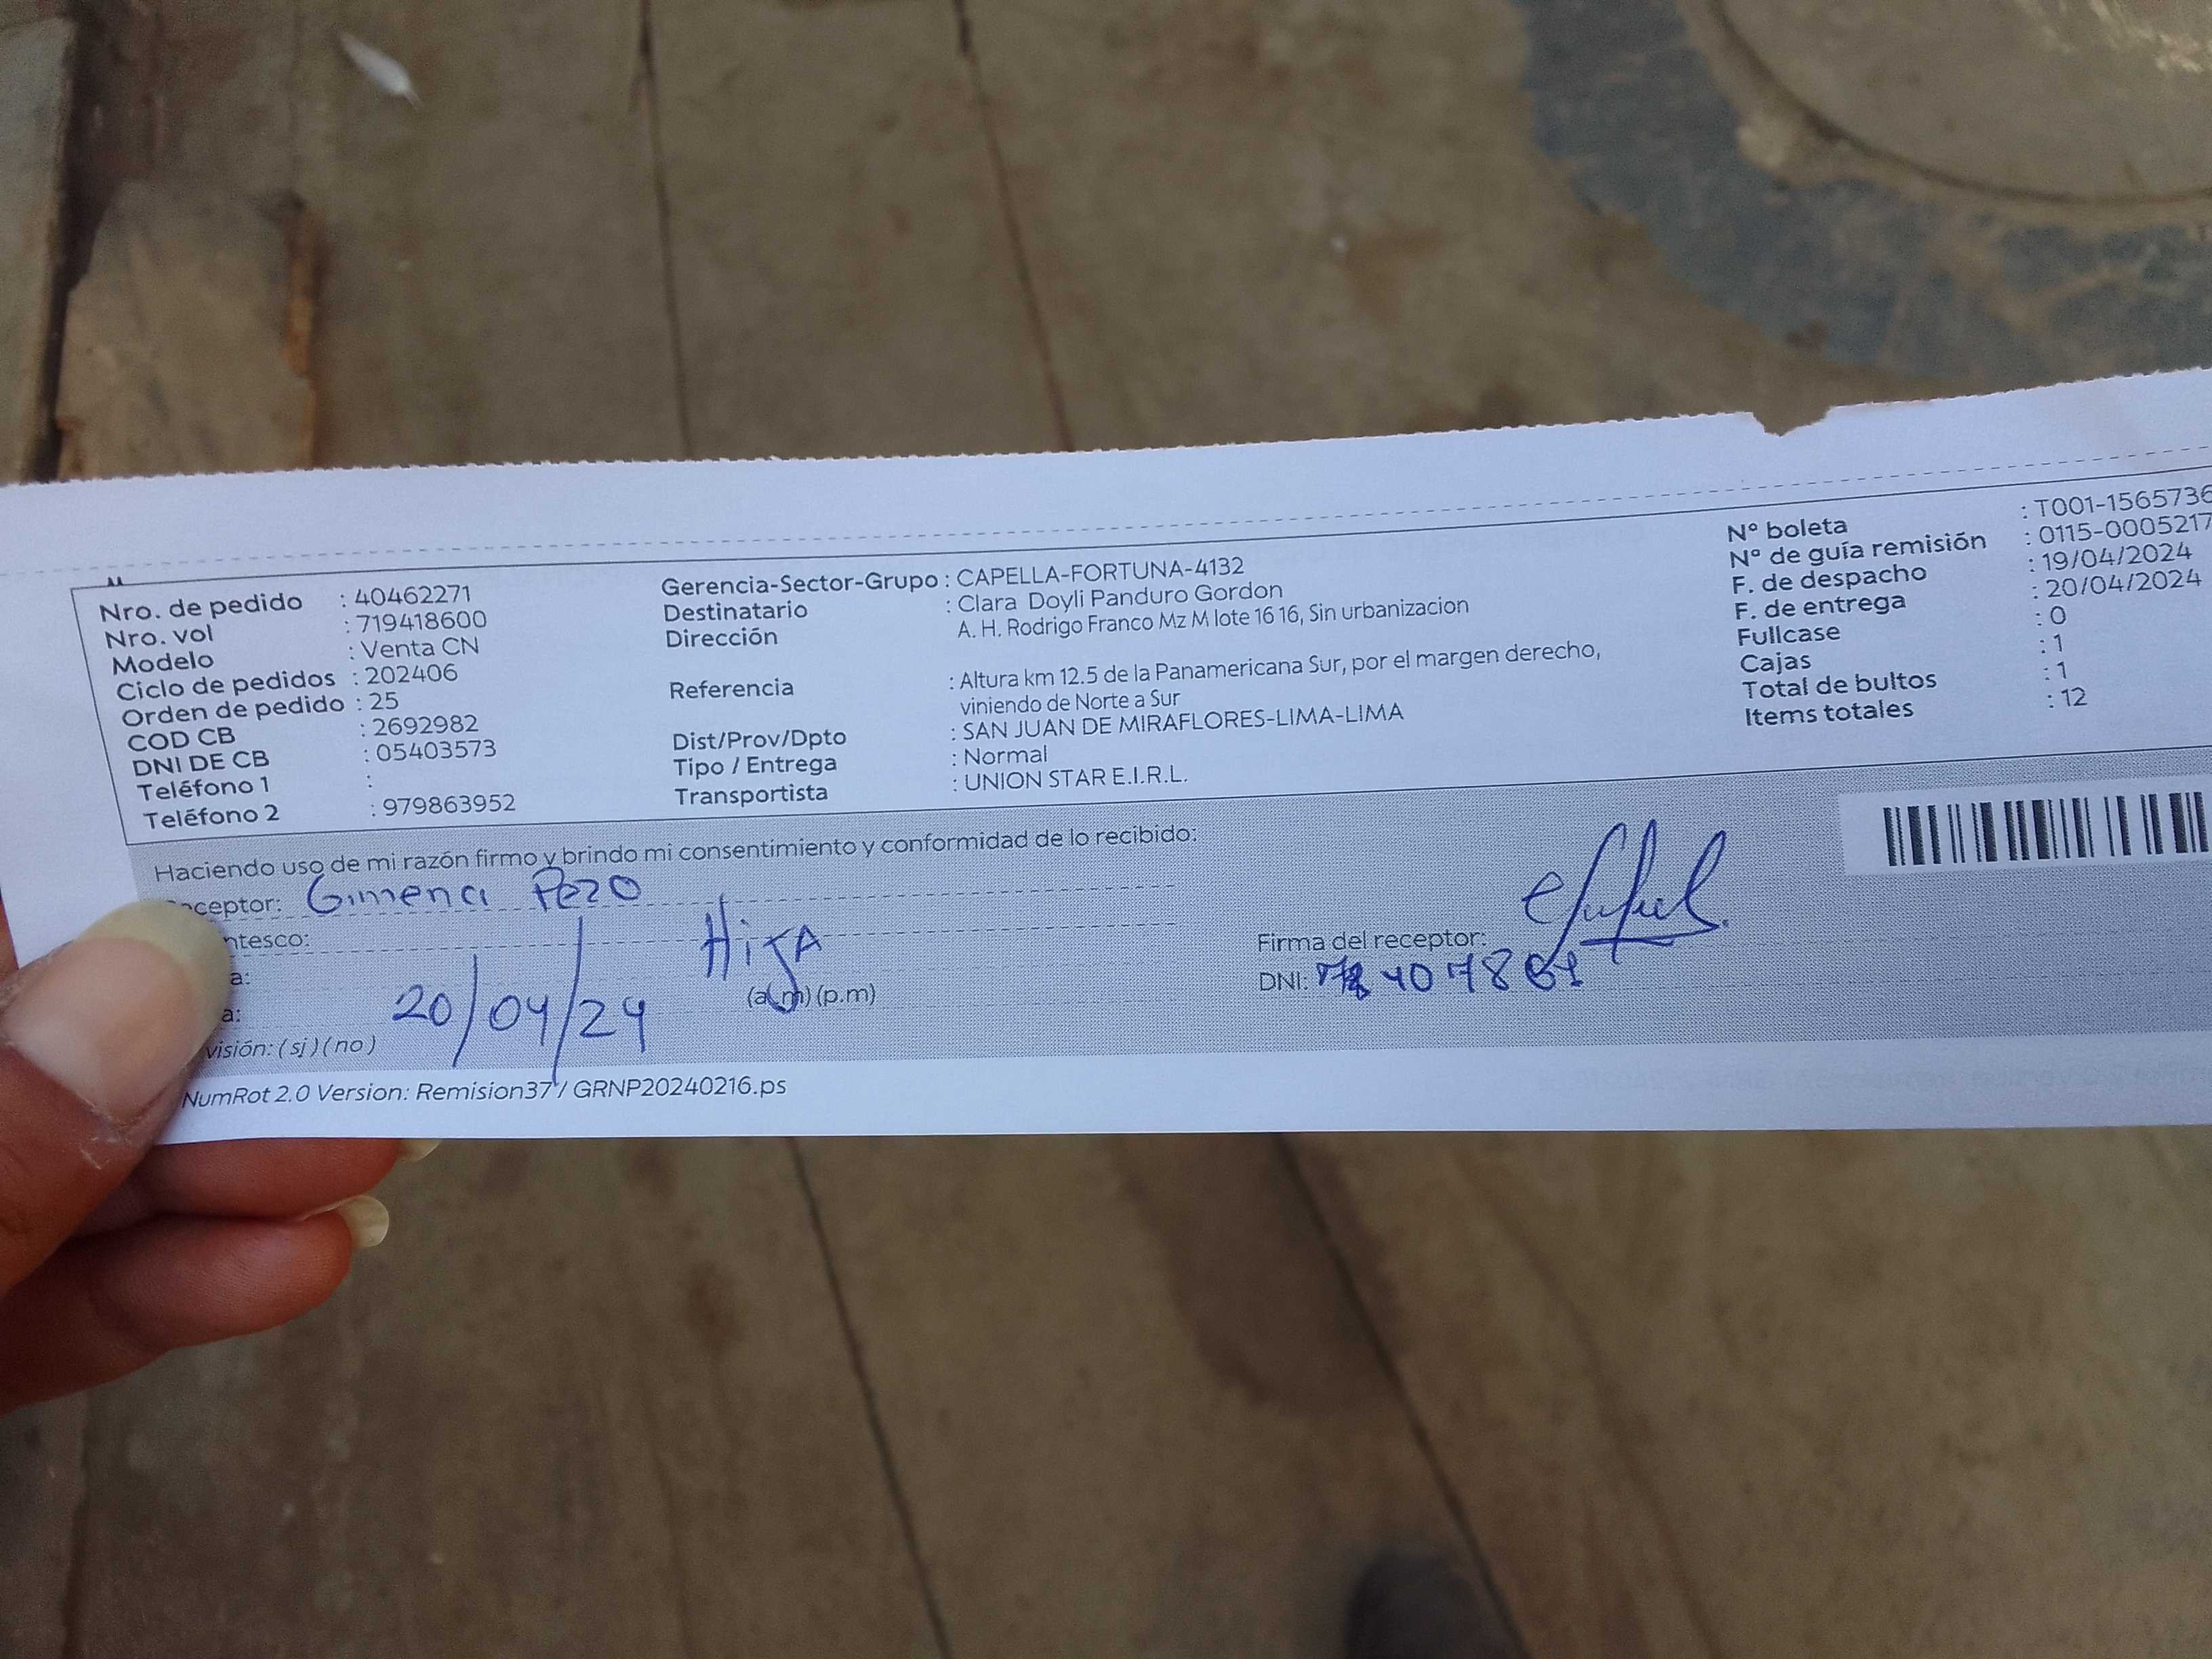 Nro. de pedido : 40462271
Nro. vol : 719418600
Modelo : Venta CN
Ciclo de pedidos : 202406
Orden de pedido : 25
COD CB : 2692982
DNI DE CB : 05403573
Teléfono 1 :
Teléfono 2 : 979863952
Gerencia-Sector-Grupo : CAPELLA-FORTUNA-4132
Destinatario : Clara Doyli Panduro Gordon
Dirección A. H. Rodrigo Franco Mz M lote 16 16, Sin urbanizacion
Referencia : Altura km 12.5 de la Panamericana Sur, por el margen derecho,
viniendo de Norte a Sur
Dist/Prov/Dpto : SAN JUAN DE MIRAFLORES-LIMA-LIMA
Tipo / Entrega : Normal
Transportista : UNION STAR E.I.R.L.
N° boleta : T001-1565736
N° de guía remisión : 0115-0005217
F. de despacho : 19/04/2024
F. de entrega : 20/04/2024
Fullcase : 0
Cajas : 1
Total de bultos : 1
Items totales : 12
Haciendo uso de mi razón firmo y brindo mi consentimiento y conformidad de lo recibido:
ceptor: Gimena Pezo
ntesco: HijA
a: 20/04/24
a: (a.m) (p.m)
visión: ( si ) ( no )
Firma del receptor:
DNI:
NumRot 2.0 Version: Remision37 / GRNP20240216.ps